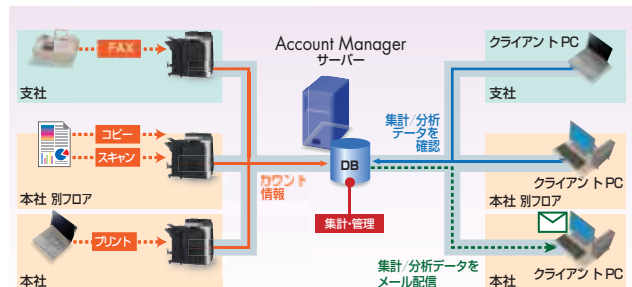 FAX
支社
コピー
スキャン
本社 別フロア
プリント
本社
Account Manager
サーバー
DB
カウント
情報
集計・管理
集計/分析
データを
確認
集計/分析データを
メール配信
クライアントPC
支社
クライアントPC
本社 別フロア
クライアントPC
本社